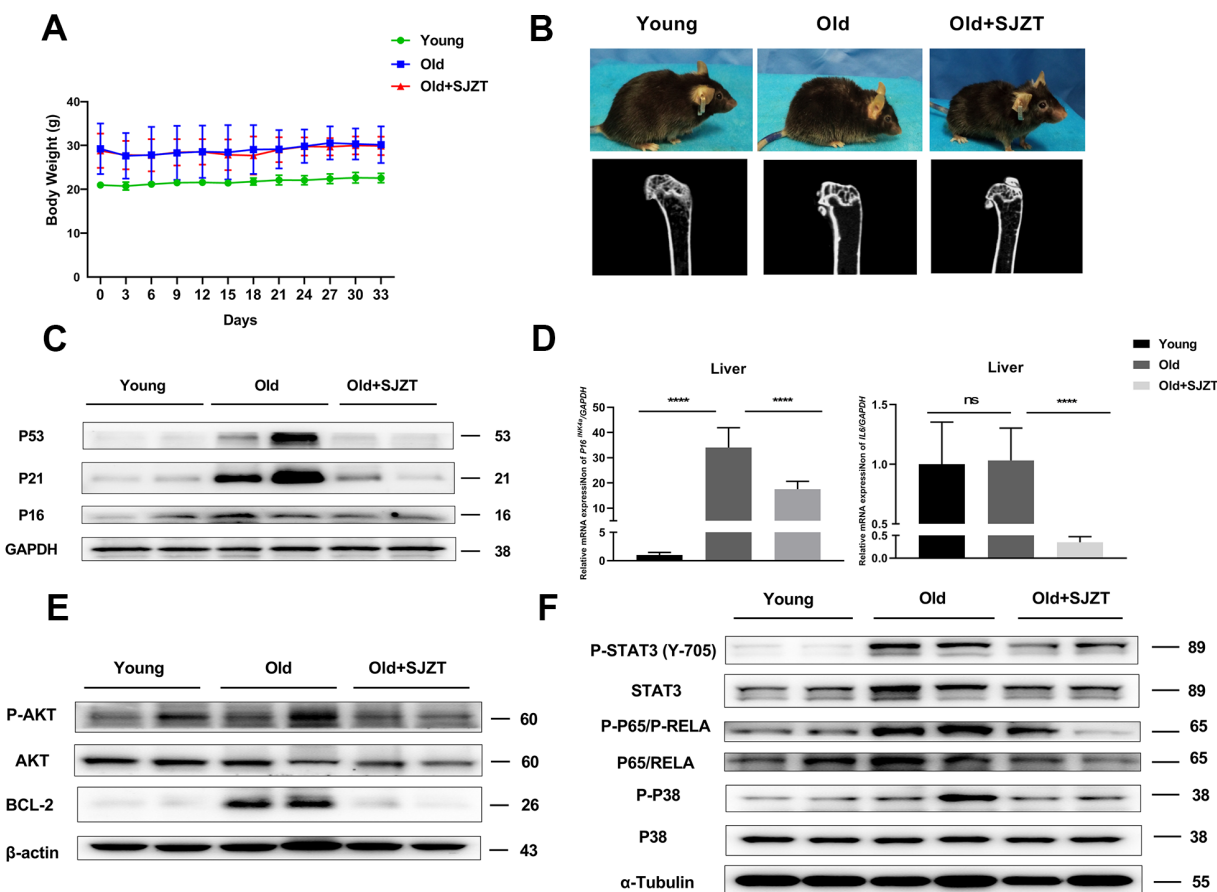 A
Young
Old
Old+SJZT
Body Weight (g)
40
30
20
10
0
0 3 6 9 12 15 18 21 24 27 30 33
Days
B
Young Old Old+SJZT
C
Young Old Old+SJZT
P53 53
P21 21
P16 16
GAPDH 38
D
Young
Old
Old+SJZT
Liver
Relative mRNA expressiNon of P16 INK4a/GAPDH
**** ****
50
40
30
20
10
5
0
Liver
Relative mRNA expressiNon of IL6/GAPDH
ns ****
1.5
1.0
0.5
0.5
0.0
E
Young Old Old+SJZT
P-AKT 60
AKT 60
BCL-2 26
β-actin 43
F
Young Old Old+SJZT
P-STAT3 (Y-705) 89
STAT3 89
P-P65/P-RELA 65
P65/RELA 65
P-P38 38
P38 38
α-Tubulin 55